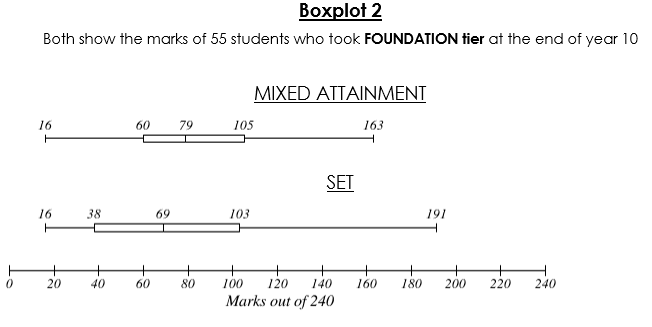 Boxplot 2
Both show the marks of 55 students who took FOUNDATION tier at the end of year 10
MIXED ATTAINMENT
16 60 79 105 163
SET
16 38 69 103 191
0 20 40 60 80 100 120 140 160 180 200 220 240
Marks out of 240